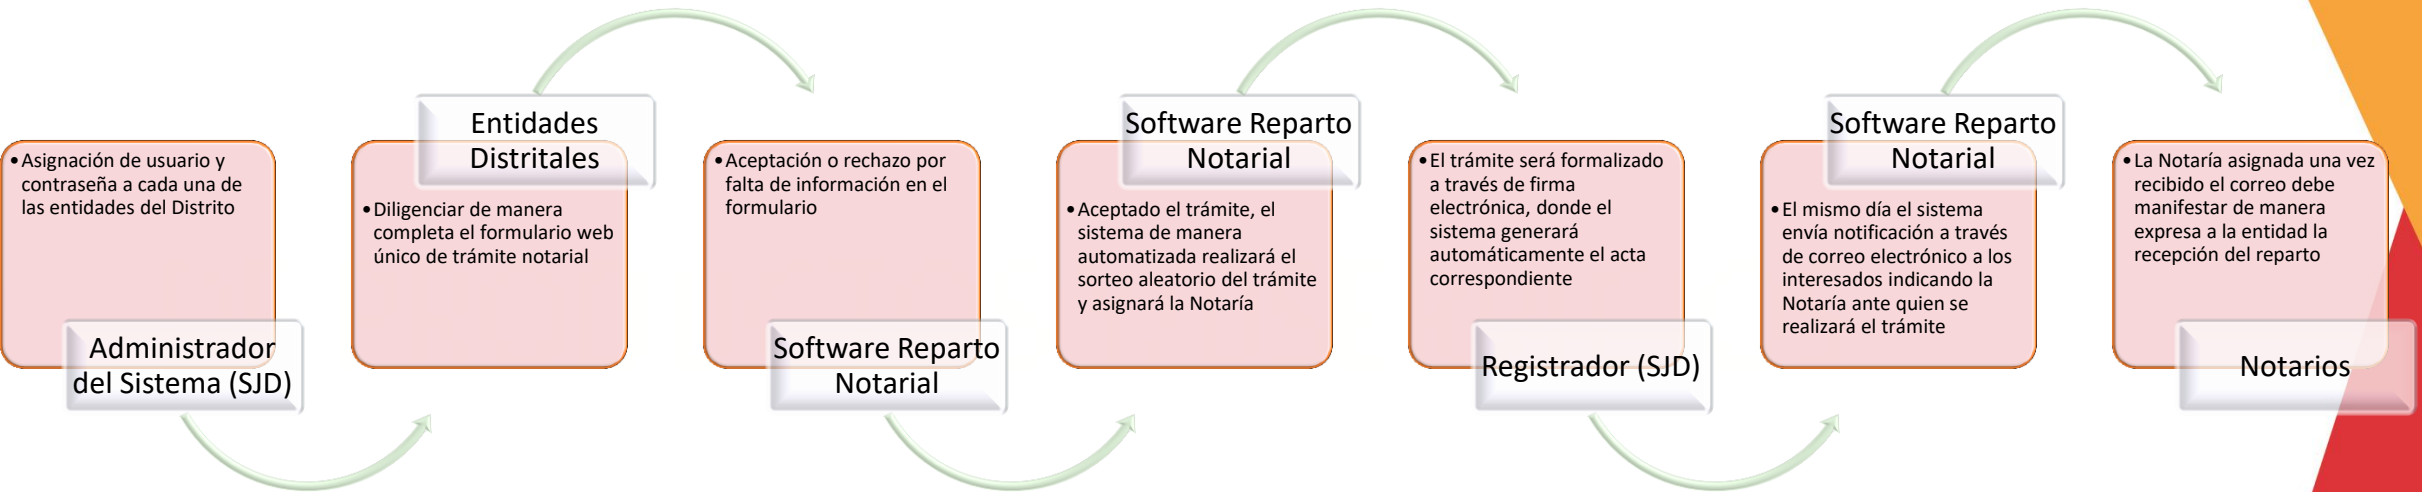 •Asignación de usuario y
contraseña a cada una de
las entidades del Distrito
Administrador
del Sistema (SJD)
Entidades
Distritales
•Diligenciar de manera
completa el formulario web
único de trámite notarial
•Aceptación o rechazo por
falta de información en el
formulario
Software Reparto
Notarial
Software Reparto
Notarial
•Aceptado el trámite, el
sistema de manera
automatizada realizará el
sorteo aleatorio del trámite
y asignará la Notaría
•El trámite será formalizado
a través de firma
electrónica, donde el
sistema generará
automáticamente el acta
correspondiente
Registrador (SJD)
Software Reparto
Notarial
•El mismo día el sistema
envía notificación a través
de correo electrónico a los
interesados indicando la
Notaría ante quien se
realizará el trámite
•La Notaría asignada una vez
recibido el correo debe
manifestar de manera
expresa a la entidad la
recepción del reparto
Notarios